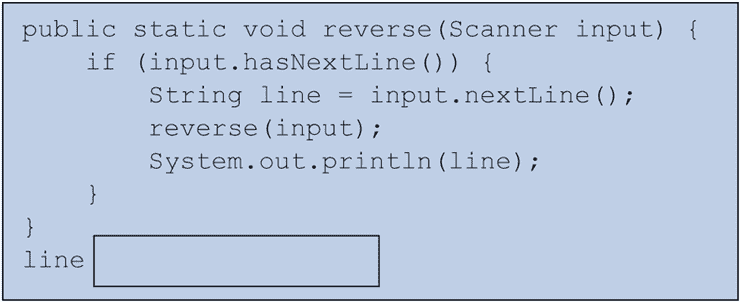 public static void reverse(Scanner input) {
    if (input.hasNextLine()) {
        String line = input.nextLine();
        reverse(input);
        System.out.println(line);
    }
}
line